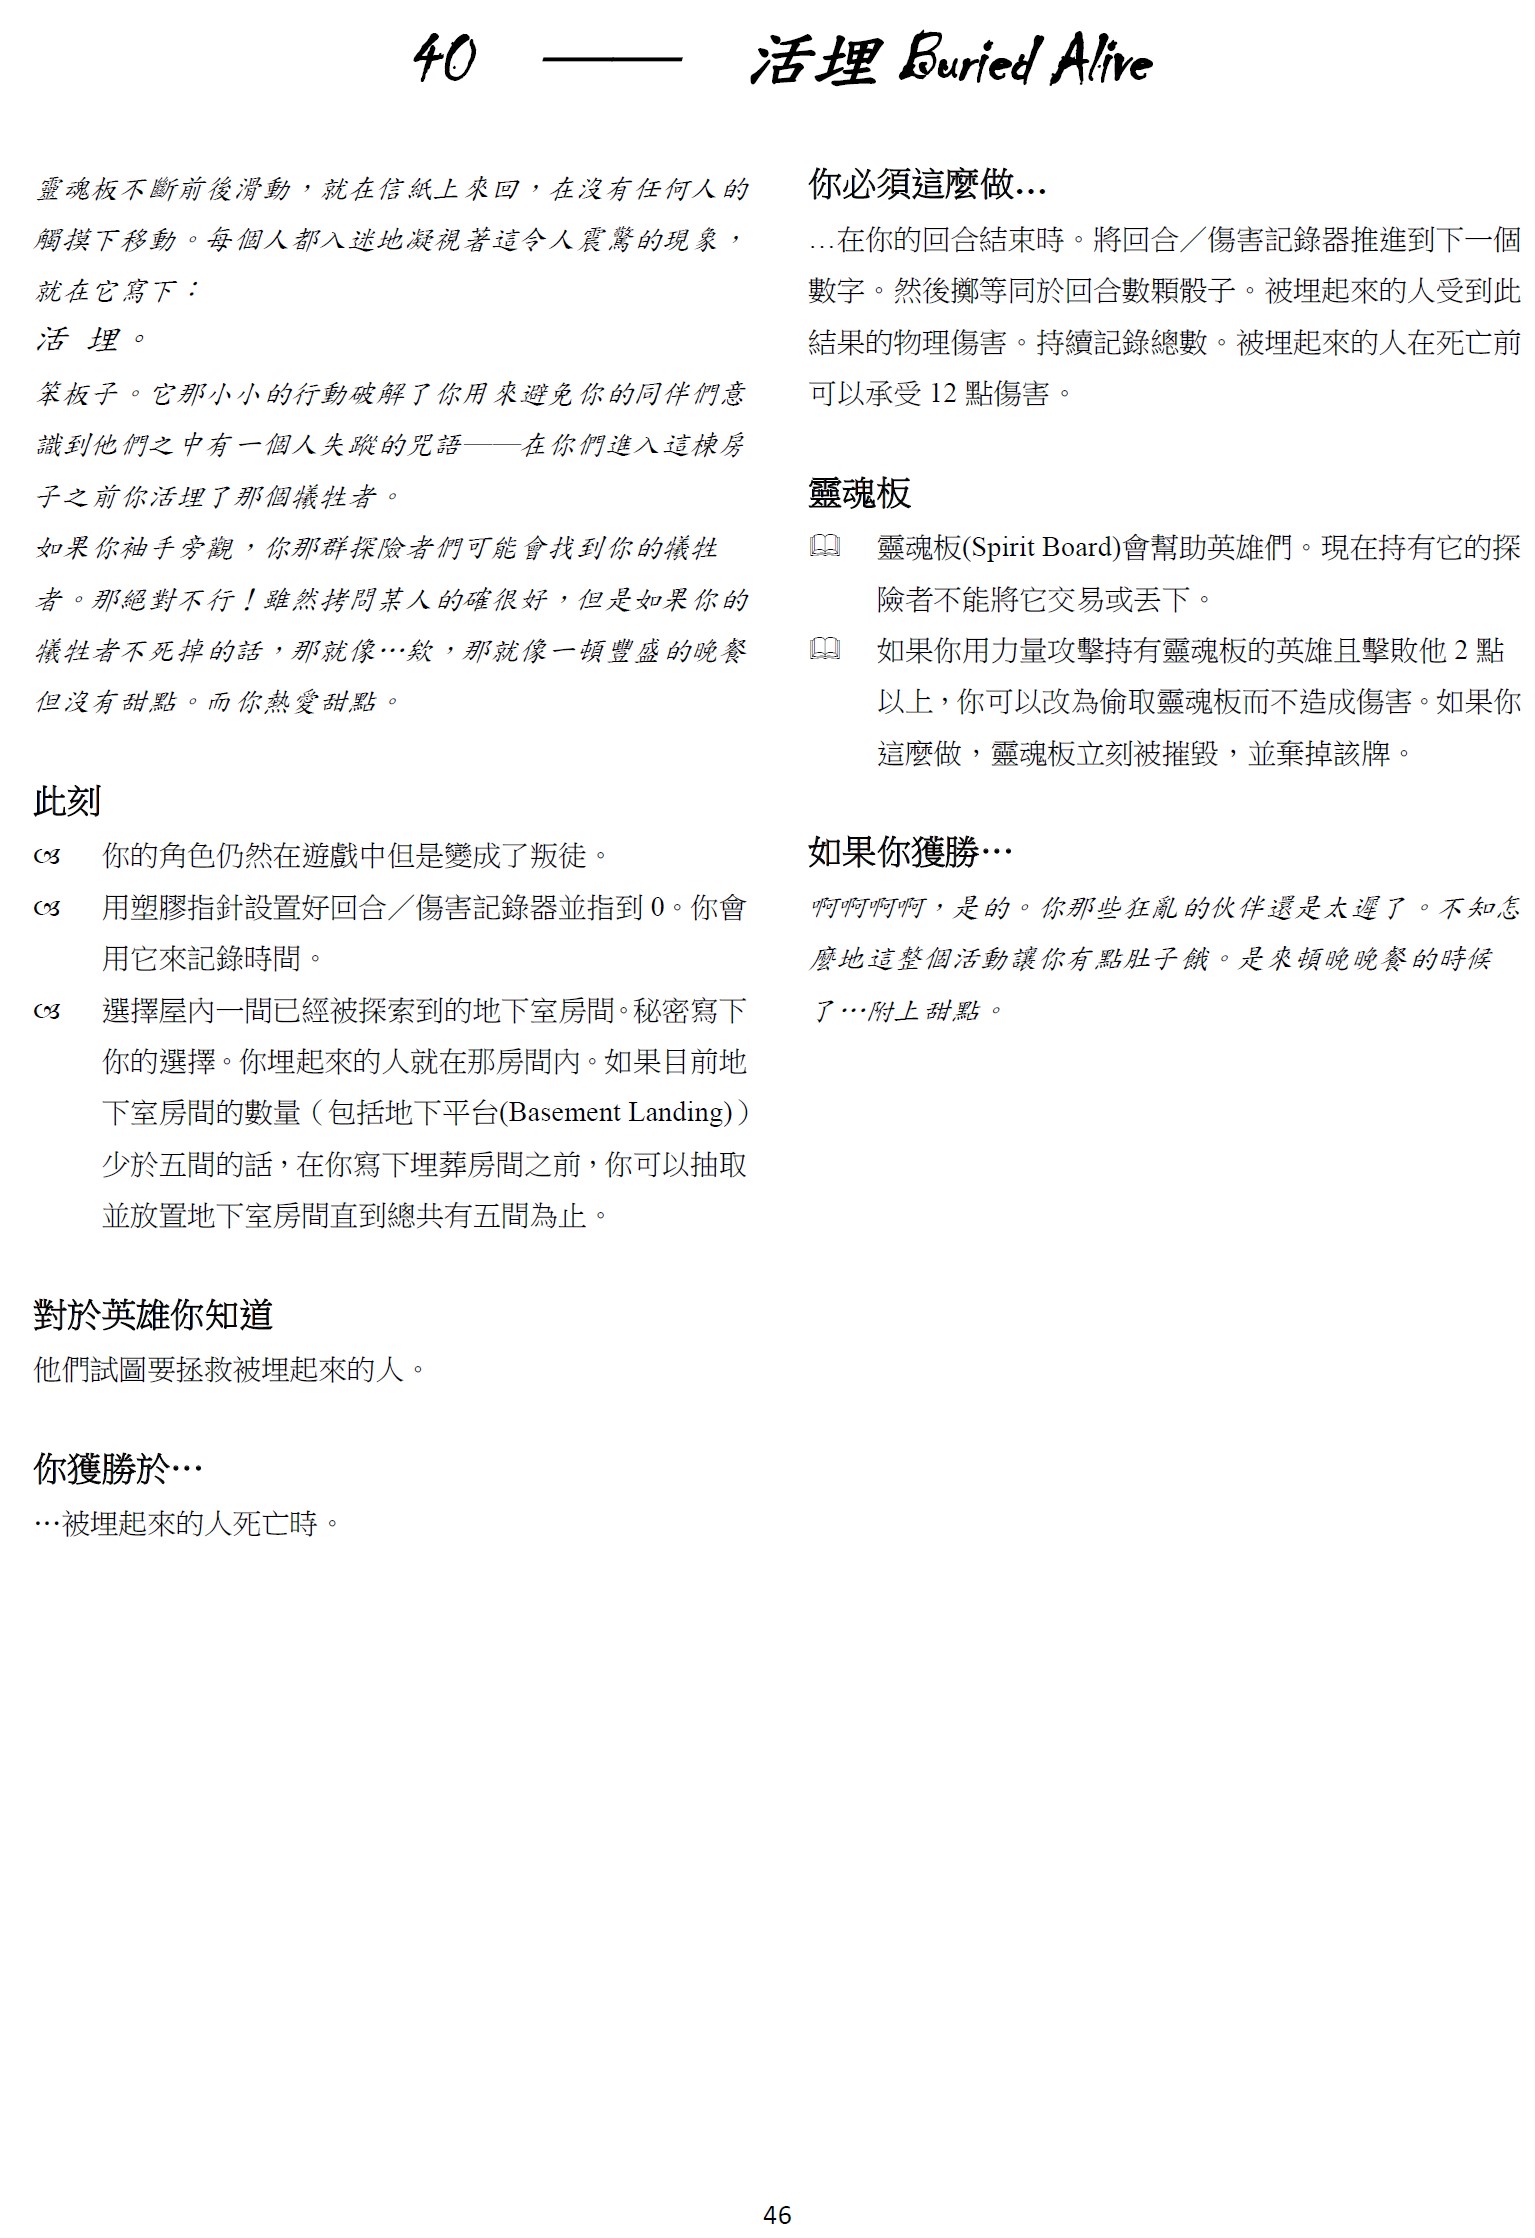 40 —— 活埋 Buried Alive
靈魂板不斷前後滑動，就在信紙上來回，在沒有任何人的
觸摸下移動。每個人都入迷地凝視著這令人震驚的現象，
就在它寫下：
活 埋。
笨板子。它那小小的行動破解了你用來避免你的同伴們意
識到他們之中有一個人失蹤的咒語——在你們進入這棟房
子之前你活埋了那個犧牲者。
如果你袖手旁觀，你那群探險者們可能會找到你的犧牲
者。那絕對不行！雖然拷問某人的確很好，但是如果你的
犧牲者不死掉的話，那就像…欸，那就像一頓豐盛的晚餐
但沒有甜點。而你熱愛甜點。
此刻
你的角色仍然在遊戲中但是變成了叛徒。
用塑膠指針設置好回合／傷害記錄器並指到 0。你會
用它來記錄時間。
選擇屋內一間已經被探索到的地下室房間。秘密寫下
你的選擇。你埋起來的人就在那房間內。如果目前地
下室房間的數量（包括地下平台(Basement Landing)）
少於五間的話，在你寫下埋葬房間之前，你可以抽取
並放置地下室房間直到總共有五間為止。
對於英雄你知道
他們試圖要拯救被埋起來的人。
你獲勝於…
…被埋起來的人死亡時。
你必須這麼做…
…在你的回合結束時。將回合／傷害記錄器推進到下一個
數字。然後擲等同於回合數顆骰子。被埋起來的人受到此
結果的物理傷害。持續記錄總數。被埋起來的人在死亡前
可以承受 12 點傷害。
靈魂板
靈魂板(Spirit Board)會幫助英雄們。現在持有它的探
險者不能將它交易或丟下。
如果你用力量攻擊持有靈魂板的英雄且擊敗他 2 點
以上，你可以改為偷取靈魂板而不造成傷害。如果你
這麼做，靈魂板立刻被摧毀，並棄掉該牌。
如果你獲勝…
啊啊啊啊，是的。你那些狂亂的伙伴還是太遲了。不知怎
麼地這整個活動讓你有點肚子餓。是來頓晚晚餐的時候
了…附上甜點。
46